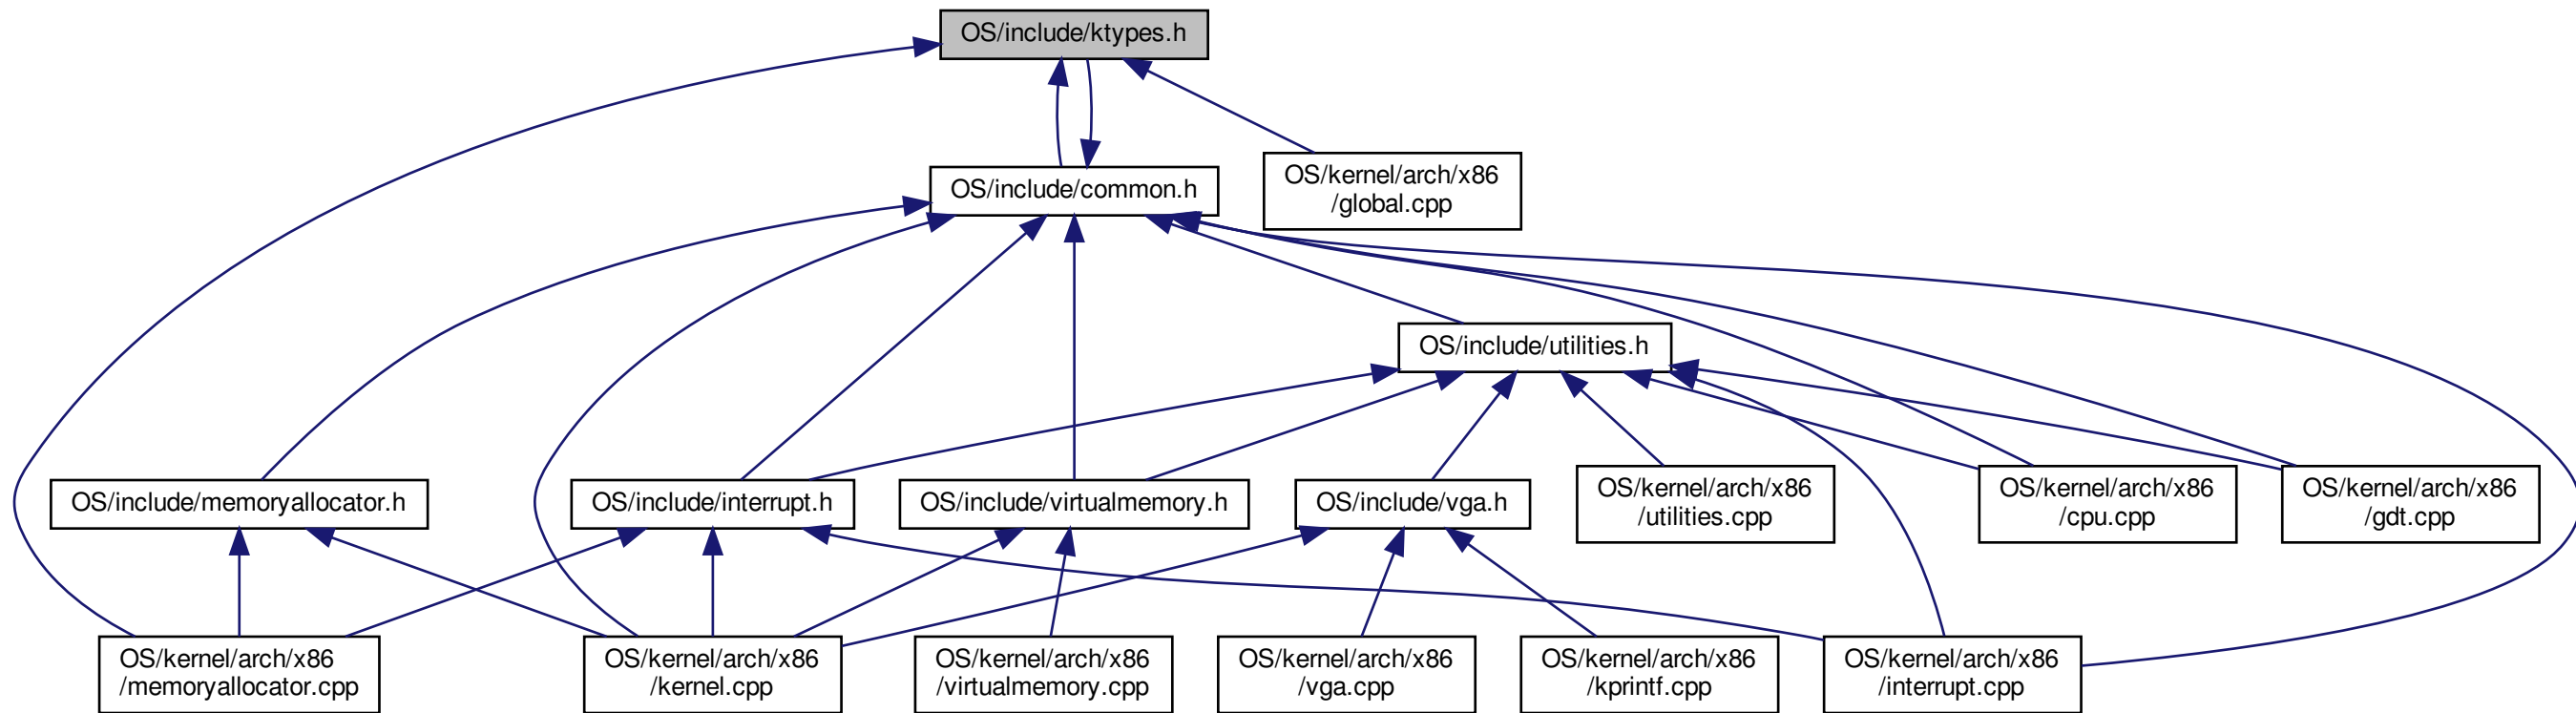 OS/include/ktypes.h
OS/include/common.h
OS/kernel/arch/x86
/global.cpp
OS/include/utilities.h
OS/include/memoryallocator.h
OS/include/interrupt.h
OS/include/virtualmemory.h
OS/include/vga.h
OS/kernel/arch/x86
/utilities.cpp
OS/kernel/arch/x86
/cpu.cpp
OS/kernel/arch/x86
/gdt.cpp
OS/kernel/arch/x86
/memoryallocator.cpp
OS/kernel/arch/x86
/kernel.cpp
OS/kernel/arch/x86
/virtualmemory.cpp
OS/kernel/arch/x86
/vga.cpp
OS/kernel/arch/x86
/kprintf.cpp
OS/kernel/arch/x86
/interrupt.cpp